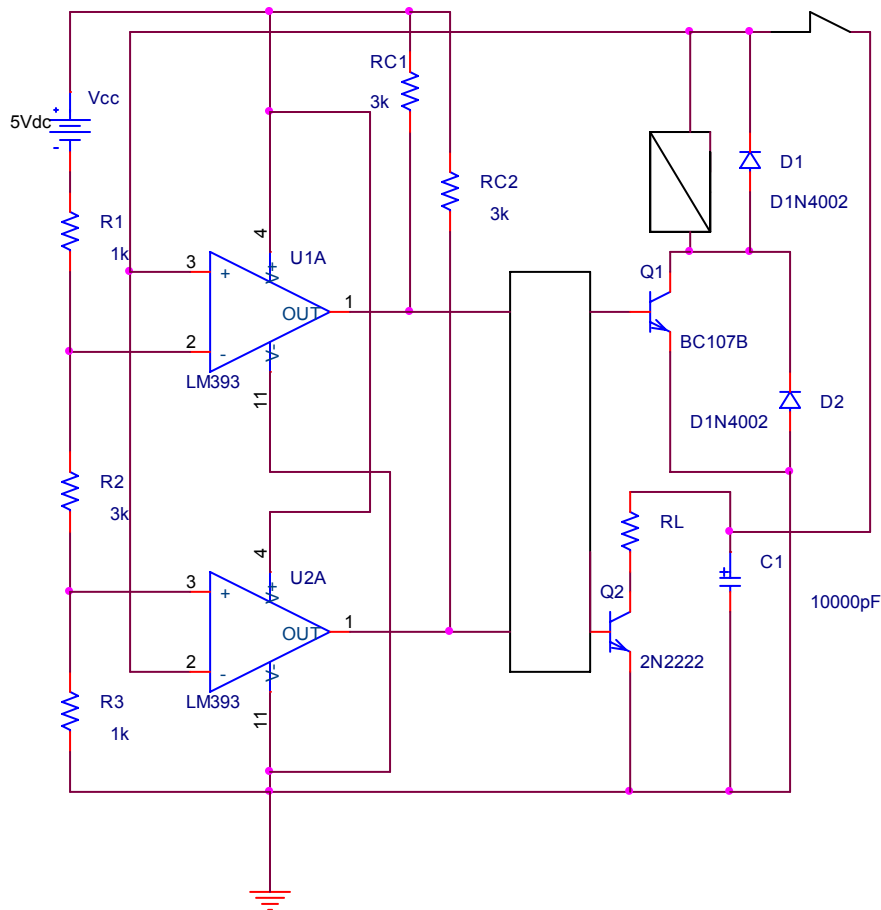 RC1
3k
Vcc
5Vdc
+
-
D1
D1N4002
RC2
3k
R1
1k
4
V+
U1A
3
+
OUT
1
2
-
V-
LM393
11
Q1
BC107B
D2
D1N4002
R2
3k
RL
4
V+
U2A
C1
+
3
+
OUT
1
Q2
10000pF
2
-
V-
LM393
11
2N2222
R3
1k